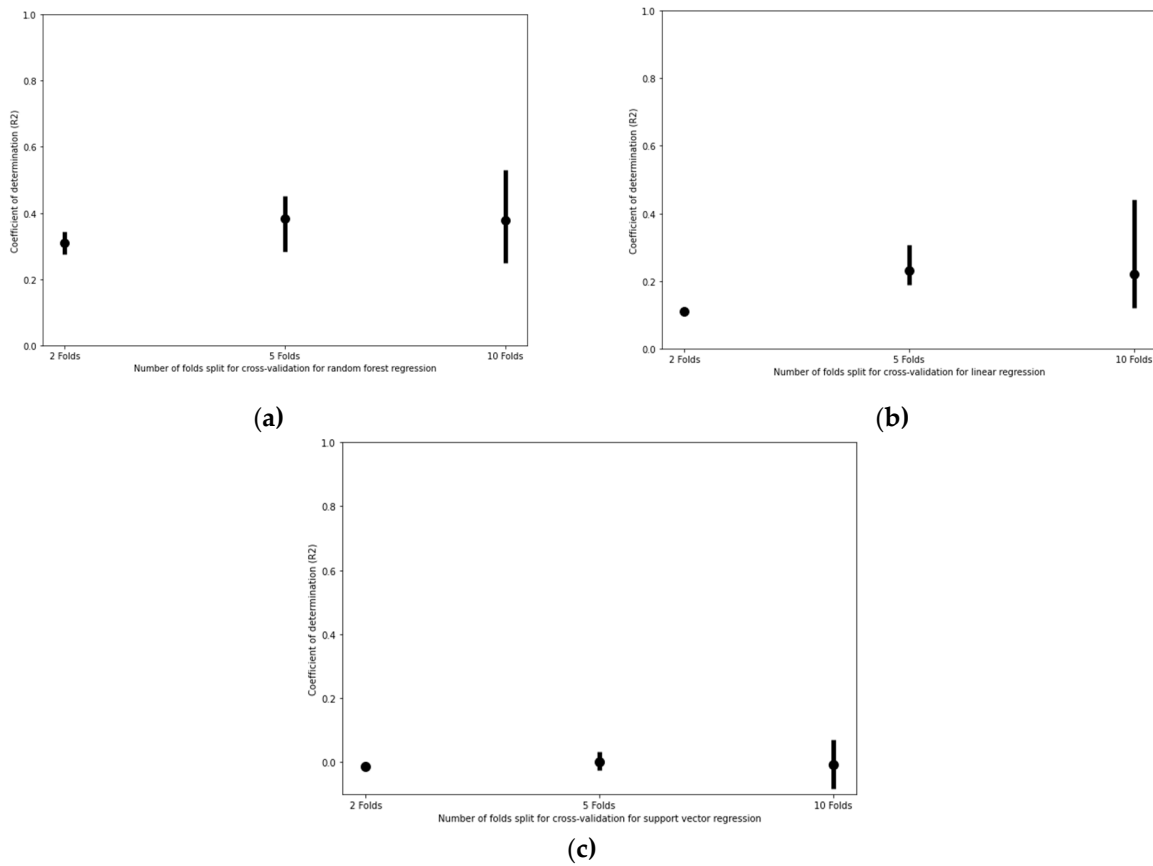 1.0
0.8
0.6
0.4
0.2
0.0
Coefficient of determination (R2)
2 Folds 5 Folds 10 Folds
Number of folds split for cross-validation for random forest regression
(a)
1.0
0.8
0.6
0.4
0.2
0.0
Coefficient of determination (R2)
2 Folds 5 Folds 10 Folds
Number of folds split for cross-validation for linear regression
(b)
1.0
0.8
0.6
0.4
0.2
0.0
Coefficient of determination (R2)
2 Folds 5 Folds 10 Folds
Number of folds split for cross-validation for support vector regression
(c)